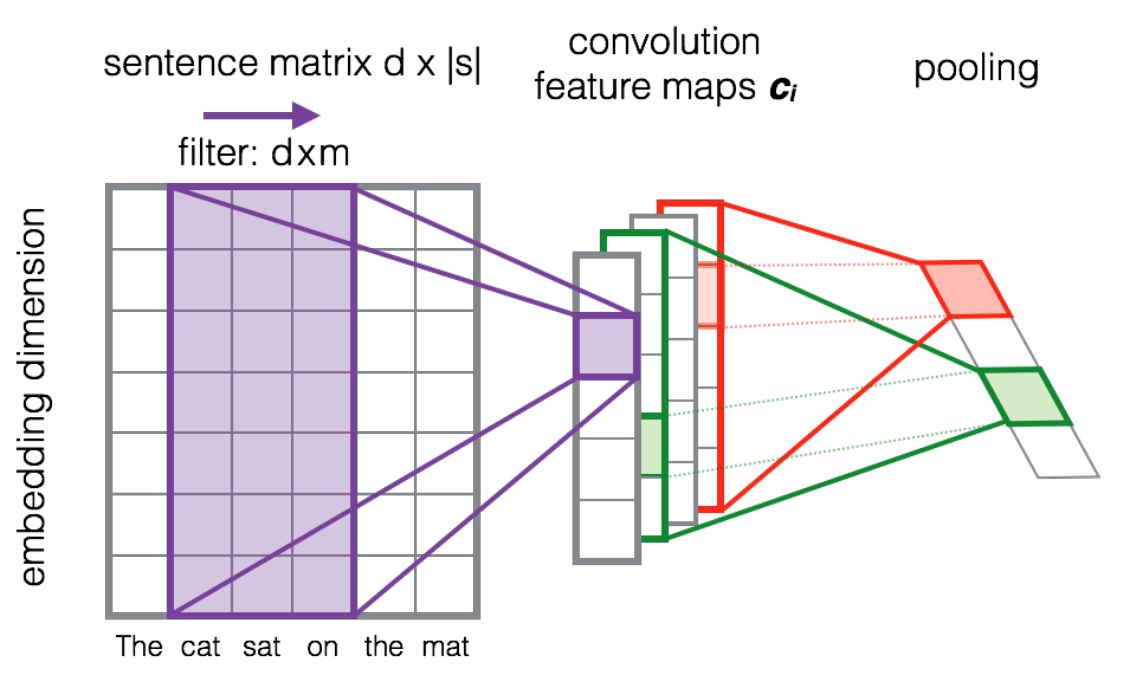 sentence matrix d x |s|
filter: dxm
convolution
feature maps ci
pooling
embedding dimension
The cat sat on the mat